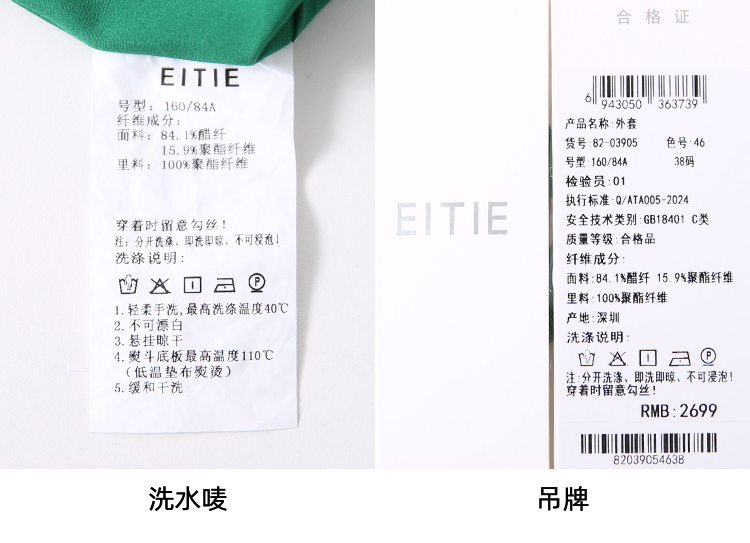 EITIE
号型: 160/84A
纤维成分:
面料: 84.1%醋纤
15.9%聚酯纤维
里料: 100%聚酯纤维
穿着时留意勾丝!
注: 分开洗涤、即洗即晾、不可浸泡!
洗涤说明:
1.轻柔手洗,最高洗涤温度40℃
2.不可漂白
3.悬挂晾干
4.熨斗底板最高温度110℃
(低温垫布熨烫)
5.缓和干洗
洗水唛
EITIE
合格证
6 943050 363739
产品名称:外套
货号:82-03905 色号:46
号型:160/84A 38码
检验员:01
执行标准:Q/ATA005-2024
安全技术类别:GB18401 C类
质量等级:合格品
纤维成分:
面料:84.1%醋纤 15.9%聚酯纤维
里料:100%聚酯纤维
产地:深圳
洗涤说明:
注:分开洗涤、即洗即晾、不可浸泡!
穿着时留意勾丝!
RMB:2699
82039054638
吊牌